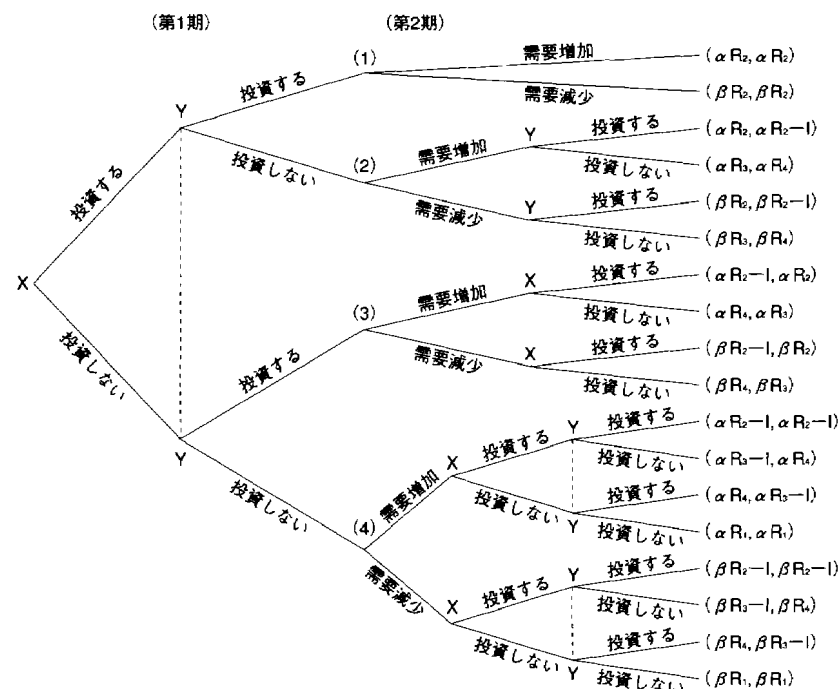 (第1期) (第2期)
(1) 需要増加 (αR₂, αR₂)
投資する 需要減少 (βR₂, βR₂)
Y
投資する (αR₂, αR₂−I)
需要増加 Y
投資しない (2) 投資しない (αR₃, αR₄)
投資する 需要減少 Y 投資する (βR₂, βR₂−I)
投資しない (βR₃, βR₄)
X
投資する (αR₂−I, αR₂)
需要増加 X
(3) 投資しない (αR₄, αR₃)
投資しない 投資する 需要減少 X 投資する (βR₂−I, βR₂)
投資しない (βR₄, βR₃)
Y
投資する (αR₂−I, αR₂−I)
X 投資する Y
投資しない (αR₃−I, αR₄)
投資しない 需要増加 投資する (αR₄, αR₃−I)
投資しない Y
(4) 投資しない (αR₁, αR₁)
需要減少 投資する (βR₂−I, βR₂−I)
X 投資する Y
投資しない (βR₃−I, βR₄)
投資する (βR₄, βR₃−I)
投資しない Y
投資しない (βR₁, βR₁)